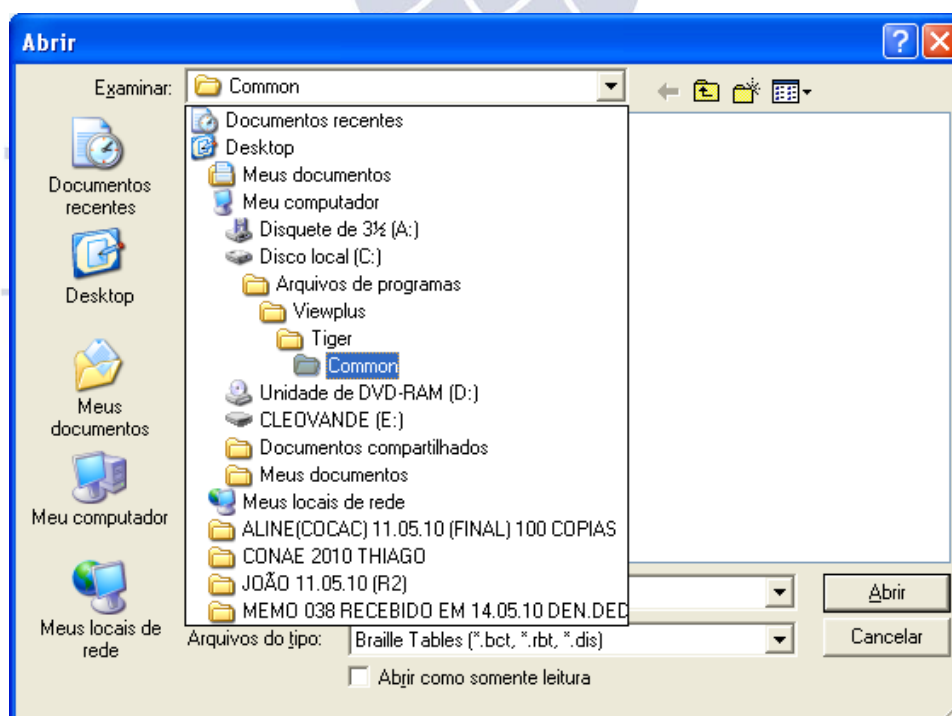 Abrir
Examinar: Common
Documentos recentes
Desktop
Meus documentos
Meu computador
Disquete de 3½ (A:)
Disco local (C:)
Arquivos de programas
Viewplus
Tiger
Common
Unidade de DVD-RAM (D:)
CLEOVANDE (E:)
Documentos compartilhados
Meus documentos
Meus locais de rede
ALINE(COCAC) 11.05.10 (FINAL) 100 COPIAS
CONAE 2010 THIAGO
JOÃO 11.05.10 (R2)
MEMO 038 RECEBIDO EM 14.05.10 DEN.DED
Documentos
recentes
Desktop
Meus
documentos
Meu computador
Meus locais de
rede
Abrir
Arquivos do tipo: Braille Tables (*.bct, *.rbt, *.dis)
Cancelar
Abrir como somente leitura